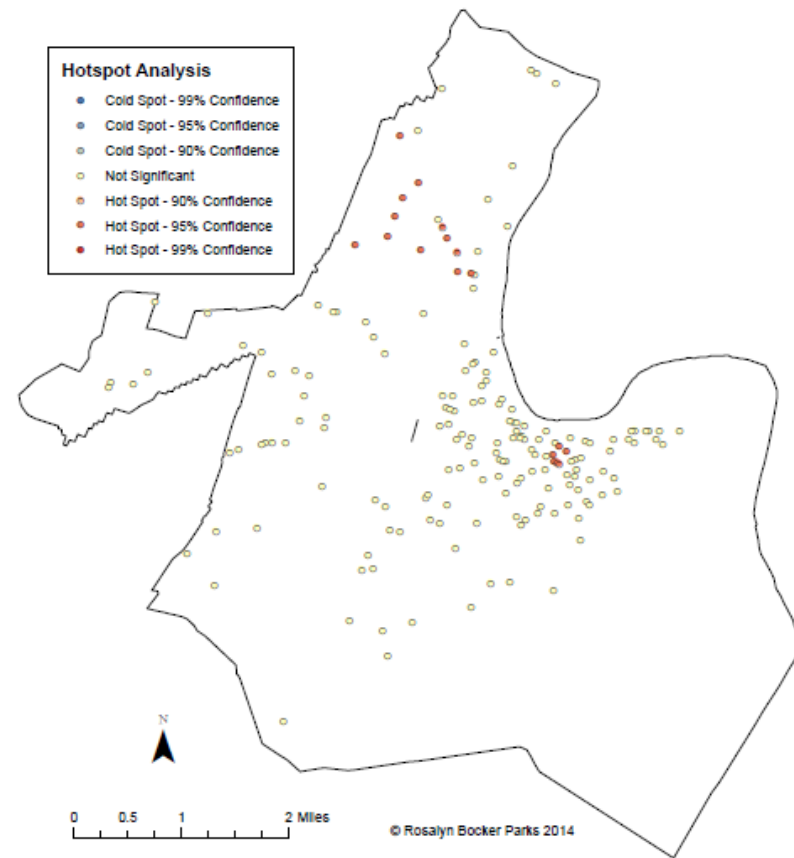 Hotspot Analysis
Cold Spot - 99% Confidence
Cold Spot - 95% Confidence
Cold Spot - 90% Confidence
Not Significant
Hot Spot - 90% Confidence
Hot Spot - 95% Confidence
Hot Spot - 99% Confidence
N
0 0.5 1 2 Miles
© Rosalyn Bocker Parks 2014